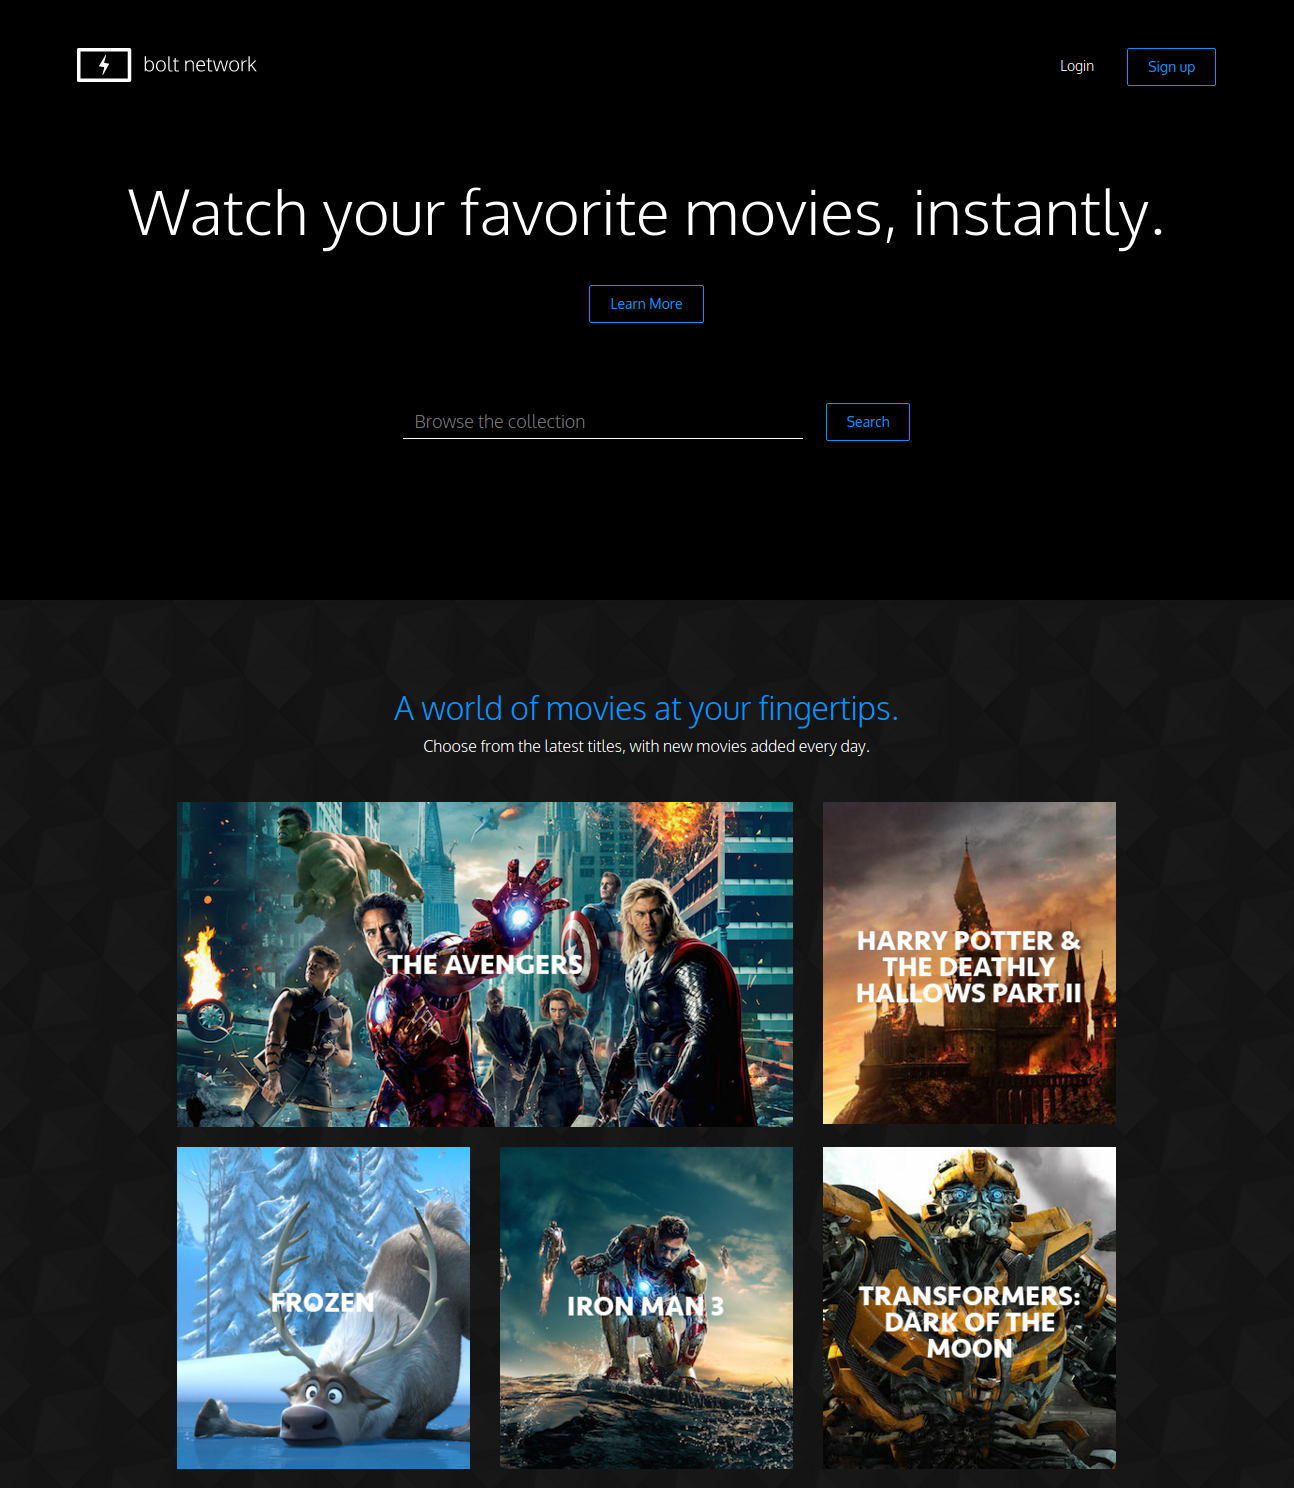 bolt network
Login
Sign up
Watch your favorite movies, instantly.
Learn More
Browse the collection
Search
A world of movies at your fingertips.
Choose from the latest titles, with new movies added every day.
THE AVENGERS
HARRY POTTER &
THE DEATHLY
HALLOWS PART II
FROZEN
IRON MAN 3
TRANSFORMERS:
DARK OF THE
MOON